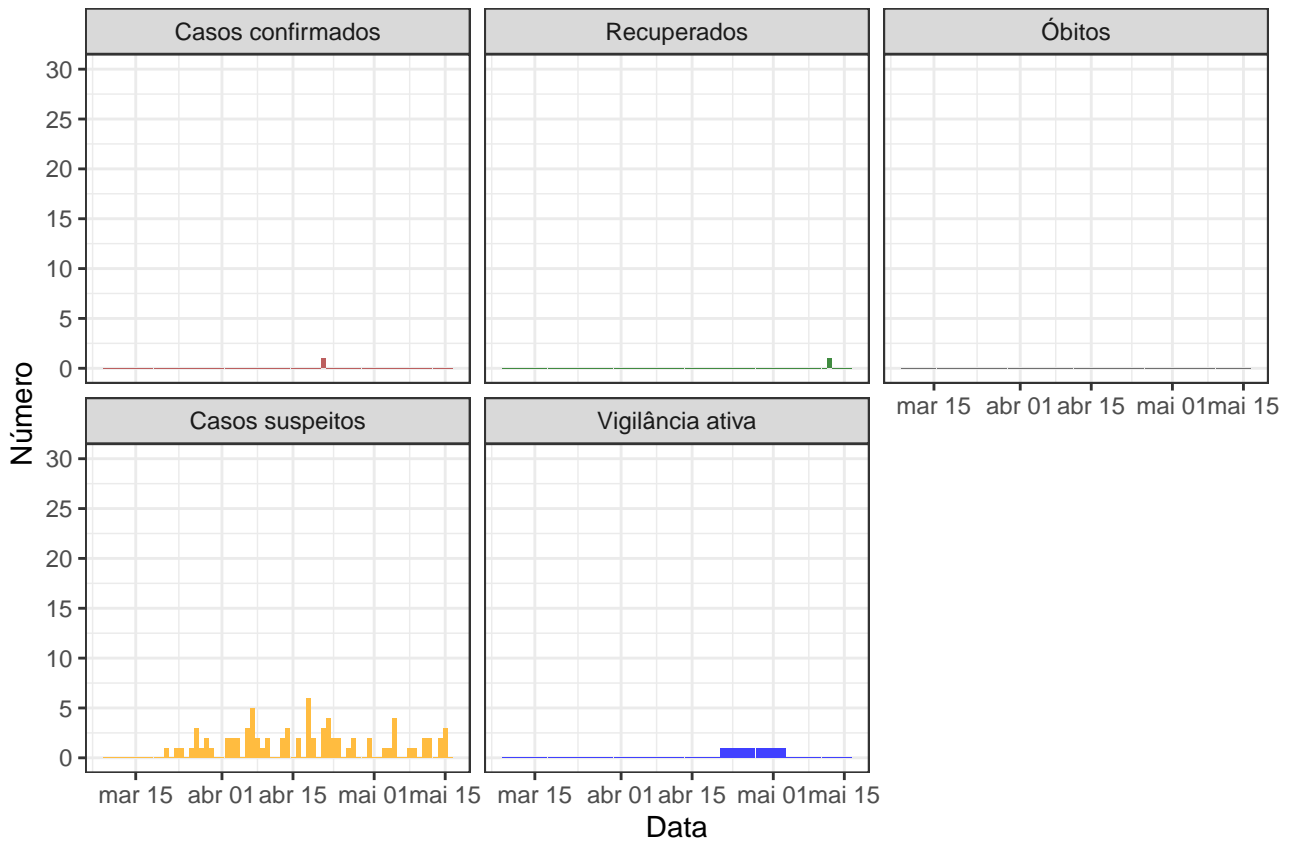 Casos confirmados
Recuperados
Óbitos
30
25
20
15
10
5
0
mar 15 abr 01 abr 15 mai 01 mai 15
Número
Casos suspeitos
Vigilância ativa
30
25
20
15
10
5
0
mar 15 abr 01 abr 15 mai 01 mai 15
mar 15 abr 01 abr 15 mai 01 mai 15
Data